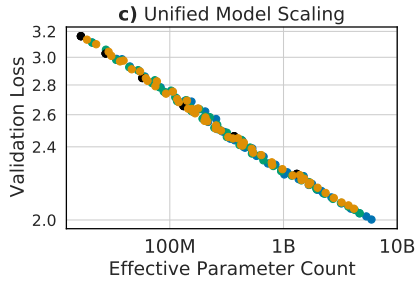 c) Unified Model Scaling
3.2
3.0
2.8
2.6
2.4
2.0
Validation Loss
100M 1B 10B
Effective Parameter Count